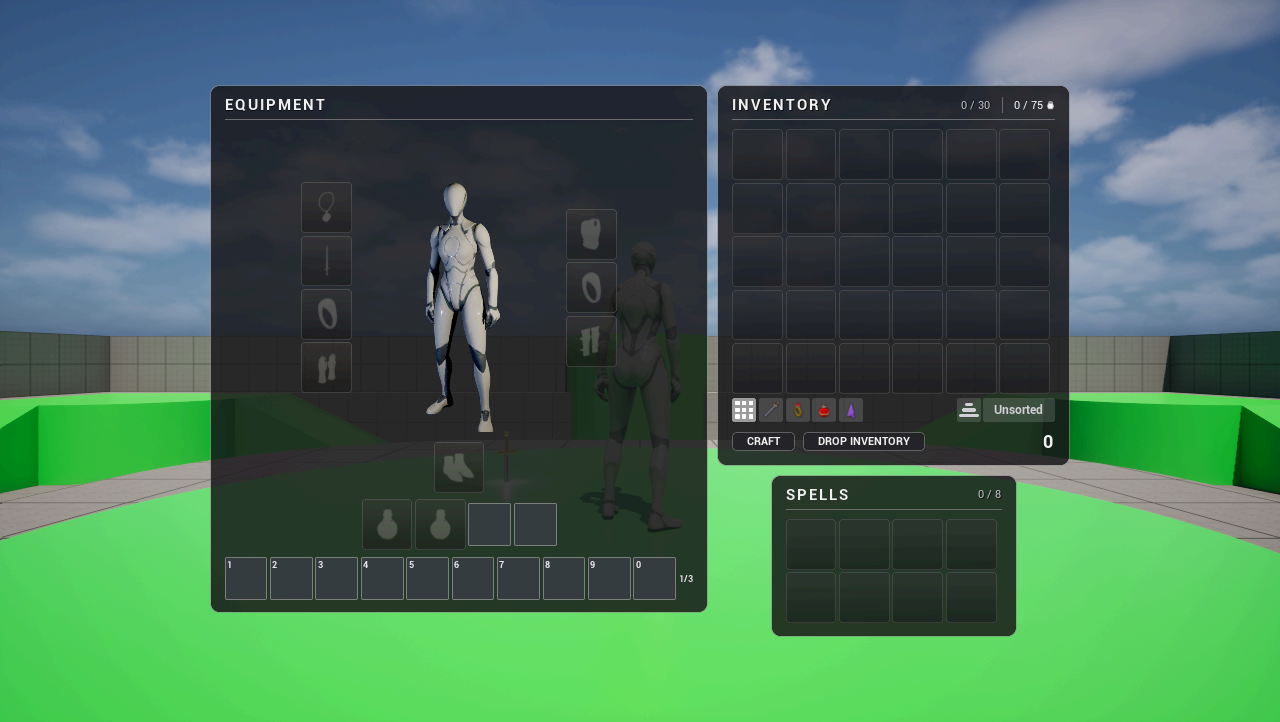 EQUIPMENT
1 2 3 4 5 6 7 8 9 0 1/3
INVENTORY 0 / 30 0 / 75
Unsorted
CRAFT DROP INVENTORY 0
SPELLS 0 / 8